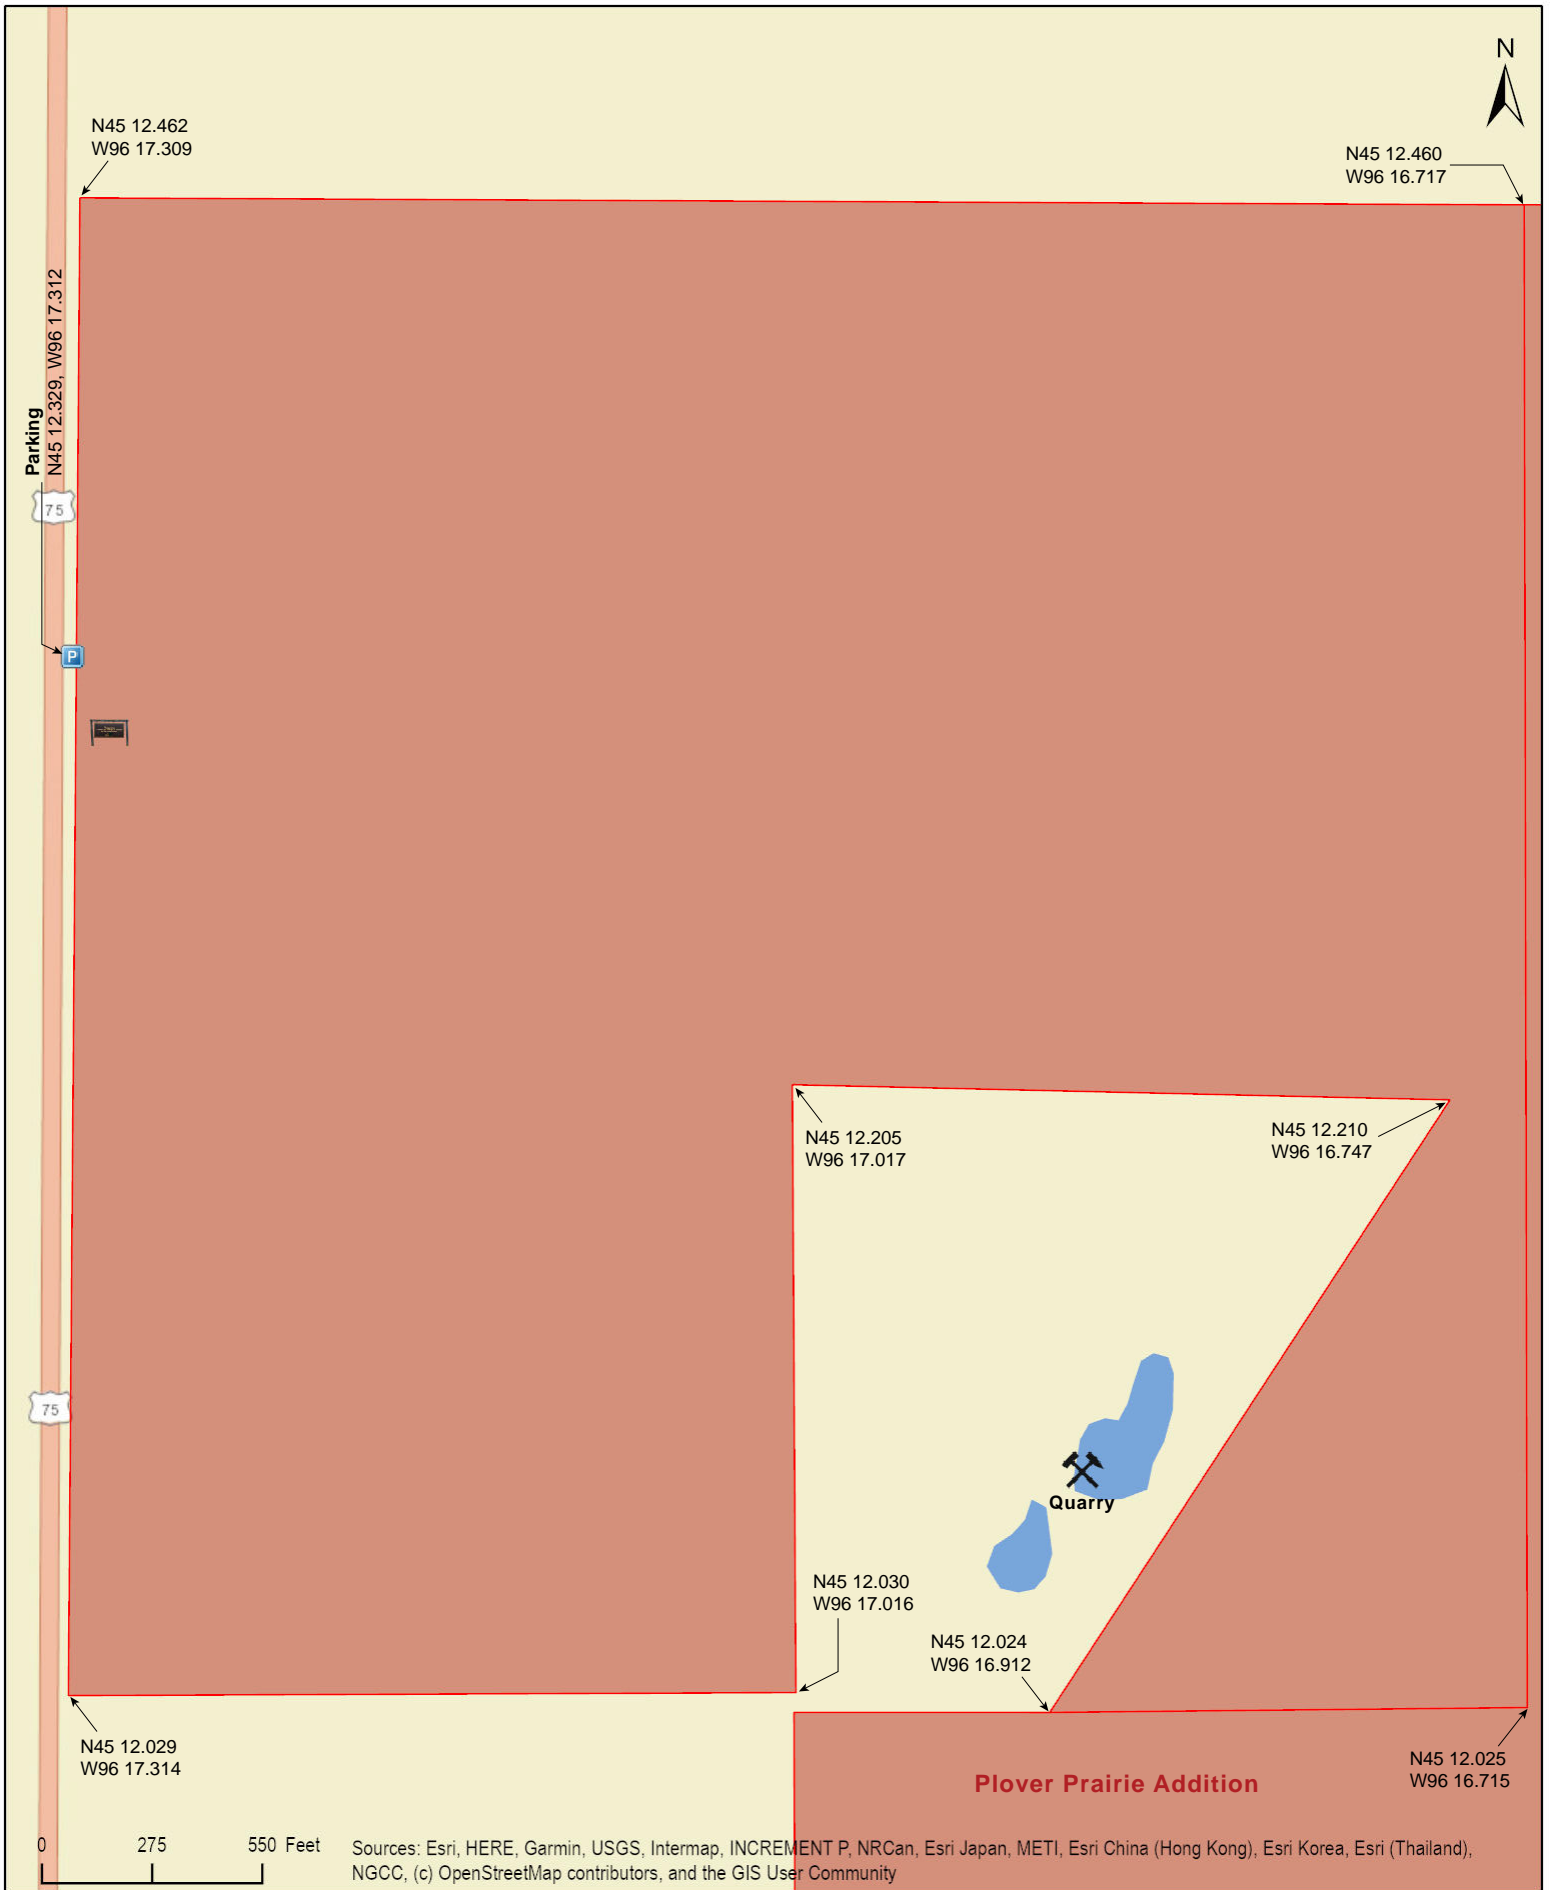 N
N45 12.462
W96 17.309
N45 12.460
W96 16.717
Parking
N45 12.329, W96 17.312
75
P
N45 12.205
W96 17.017
N45 12.210
W96 16.747
75
Quarry
N45 12.030
W96 17.016
N45 12.024
W96 16.912
N45 12.029
W96 17.314
N45 12.025
W96 16.715
Plover Prairie Addition
0 275 550 Feet
Sources: Esri, HERE, Garmin, USGS, Intermap, INCREMENT P, NRCan, Esri Japan, METI, Esri China (Hong Kong), Esri Korea, Esri (Thailand),
NGCC, (c) OpenStreetMap contributors, and the GIS User Community